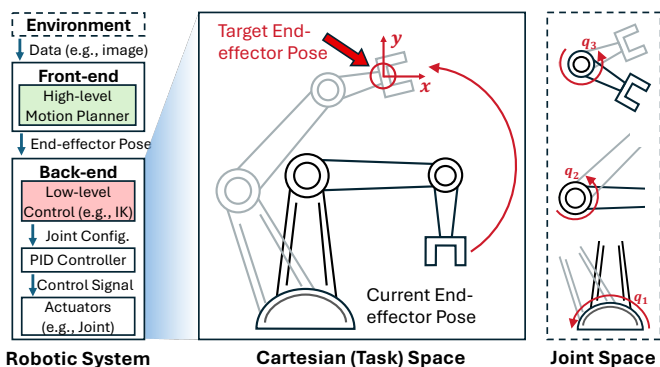 Environment
Data (e.g., image)
Front-end
High-level
Motion Planner
End-effector Pose
Back-end
Low-level
Control (e.g., IK)
Joint Config.
PID Controller
Control Signal
Actuators
(e.g., Joint)
Robotic System
Target End-
effector Pose
y
x
Current End-
effector Pose
Cartesian (Task) Space
q₃
q₂
q₁
Joint Space